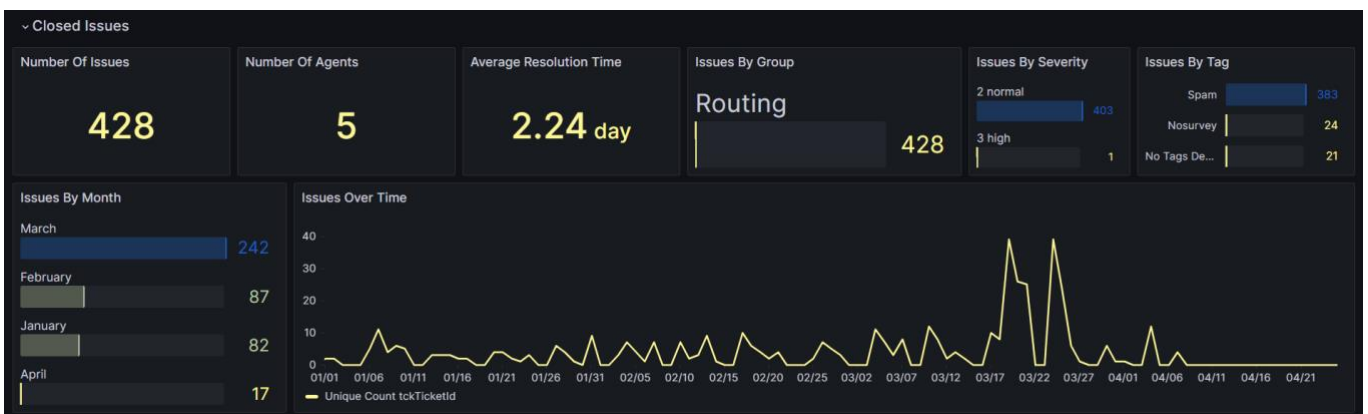 Closed Issues
Number Of Issues
428
Number Of Agents
5
Average Resolution Time
2.24 day
Issues By Group
Routing
428
Issues By Severity
2 normal
403
3 high
1
Issues By Tag
Spam 383
Nosurvey 24
No Tags De... 21
Issues By Month
March
242
February
87
January
82
April
17
Issues Over Time
40
30
20
10
0
01/01 01/06 01/11 01/16 01/21 01/26 01/31 02/05 02/10 02/15 02/20 02/25 03/02 03/07 03/12 03/17 03/22 03/27 04/01 04/06 04/11 04/16 04/21
Unique Count tckTicketId